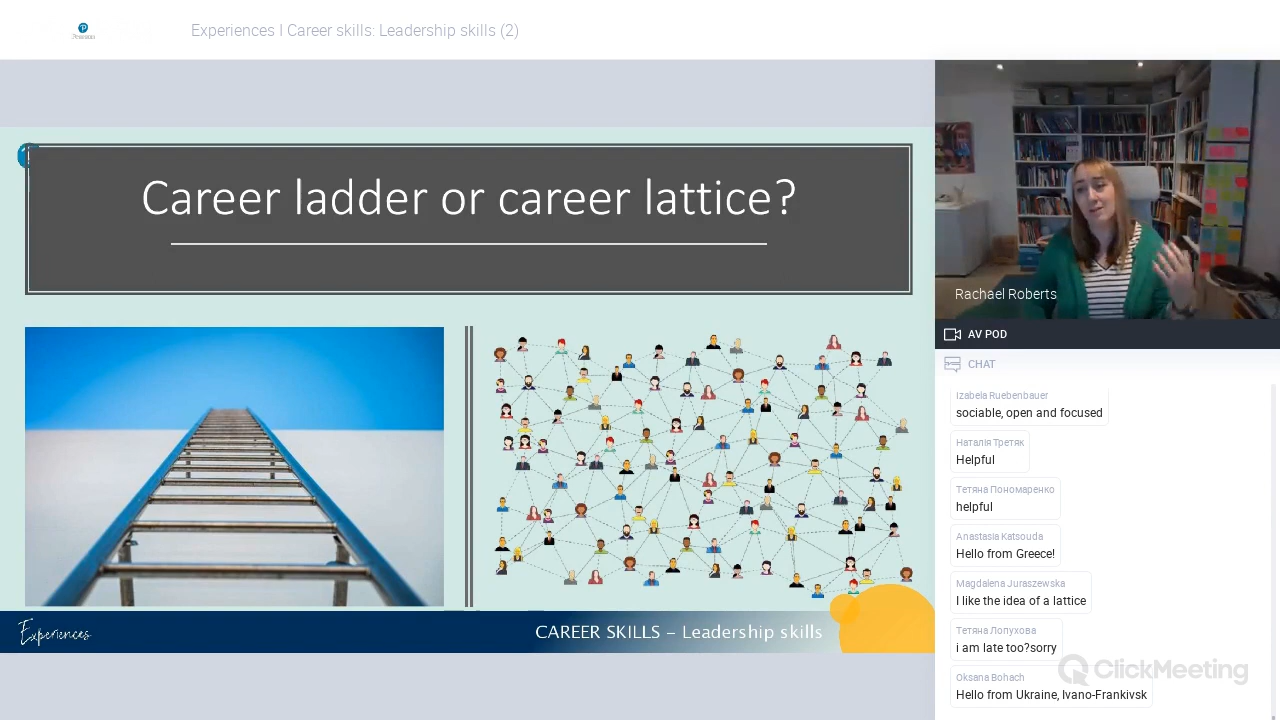 Experiences I Career skills: Leadership skills (2)
Career ladder or career lattice?
Experiences
CAREER SKILLS – Leadership skills
Rachael Roberts
AV POD
CHAT
Izabela Ruebenbauer
sociable, open and focused
Наталія Третяк
Helpful
Тетяна Пономаренко
helpful
Anastasia Katsouda
Hello from Greece!
Magdalena Juraszewska
I like the idea of a lattice
Тетяна Лопухова
i am late too?sorry
Oksana Bohach
Hello from Ukraine, Ivano-Frankivsk
ClickMeeting